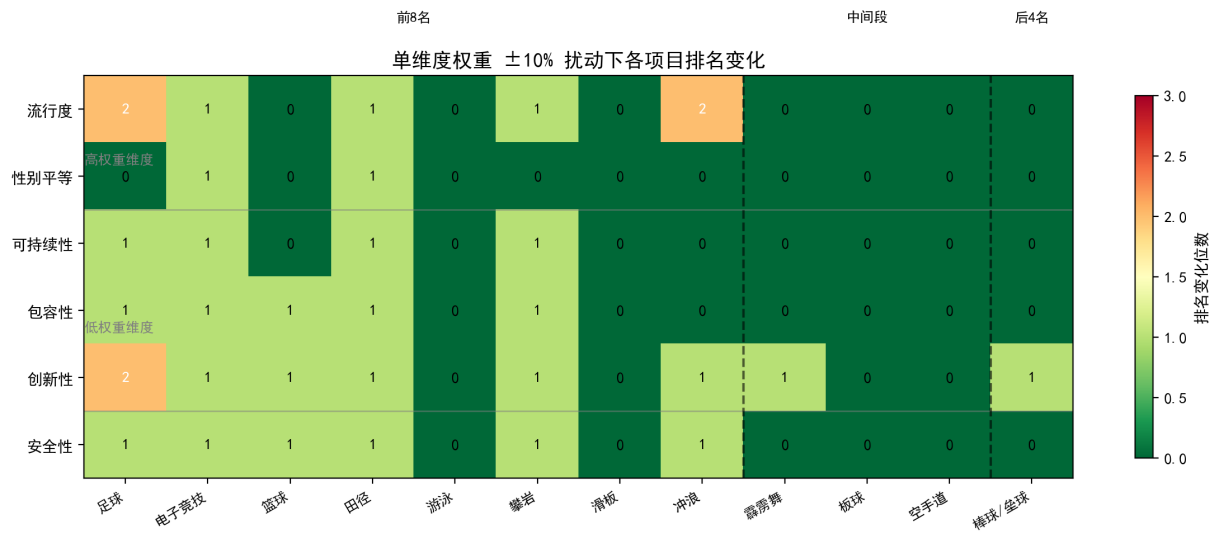 前8名 中间段 后4名
单维度权重 ±10% 扰动下各项目排名变化
流行度 2 1 0 1 0 1 0 2 0 0 0 0
高权重维度
性别平等 0 1 0 1 0 0 0 0 0 0 0 0
可持续性 1 1 0 1 0 1 0 0 0 0 0 0
包容性 1 1 1 1 0 1 0 0 0 0 0 0
低权重维度
创新性 2 1 1 1 0 1 0 1 1 0 0 1
安全性 1 1 1 1 0 1 0 1 0 0 0 0
足球 电子竞技 篮球 田径 游泳 攀岩 滑板 冲浪 霹雳舞 板球 空手道 棒球/垒球
3.0
2.5
2.0
1.5
1.0
0.5
0.0
排名变化位数